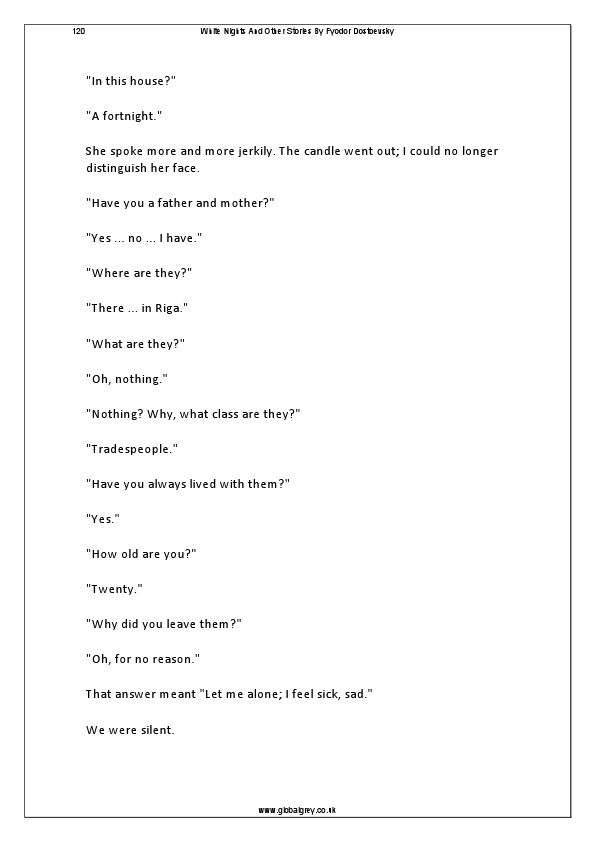 120 White Nights And Other Stories By Fyodor Dostoevsky
"In this house?"
"A fortnight."
She spoke more and more jerkily. The candle went out; I could no longer
distinguish her face.
"Have you a father and mother?"
"Yes ... no ... I have."
"Where are they?"
"There ... in Riga."
"What are they?"
"Oh, nothing."
"Nothing? Why, what class are they?"
"Tradespeople."
"Have you always lived with them?"
"Yes."
"How old are you?"
"Twenty."
"Why did you leave them?"
"Oh, for no reason."
That answer meant "Let me alone; I feel sick, sad."
We were silent.
www.globalgrey.co.uk